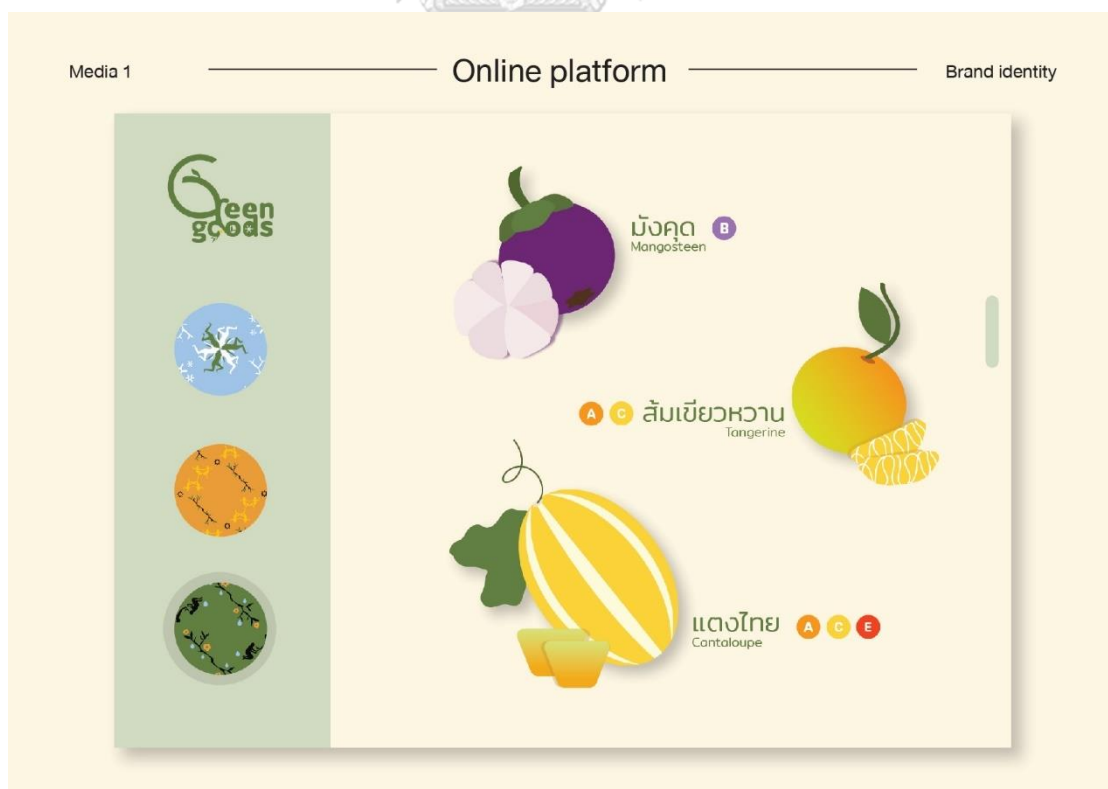 Media 1
Online platform
Brand identity
Green
goods
มังคุด B
Mangosteen
A C ส้มเขียวหวาน
Tangerine
แตงไทย A C E
Cantaloupe